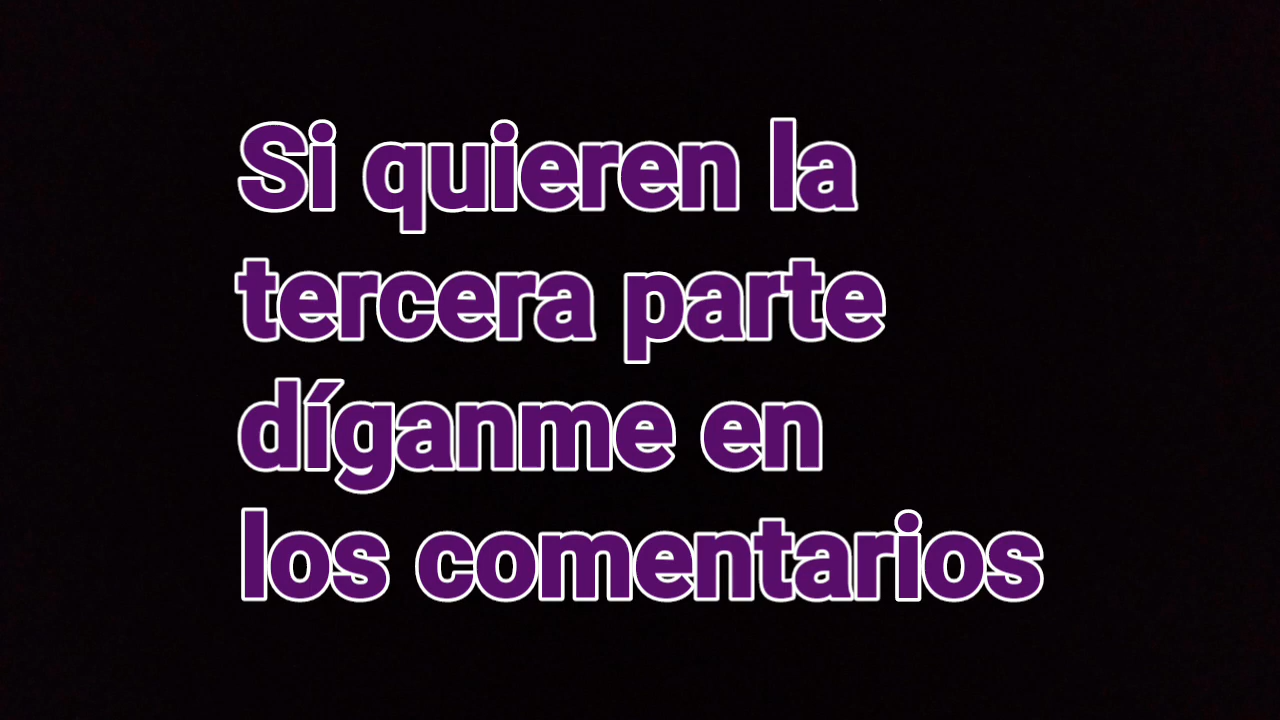 Si quieren la
tercera parte
díganme en
los comentarios